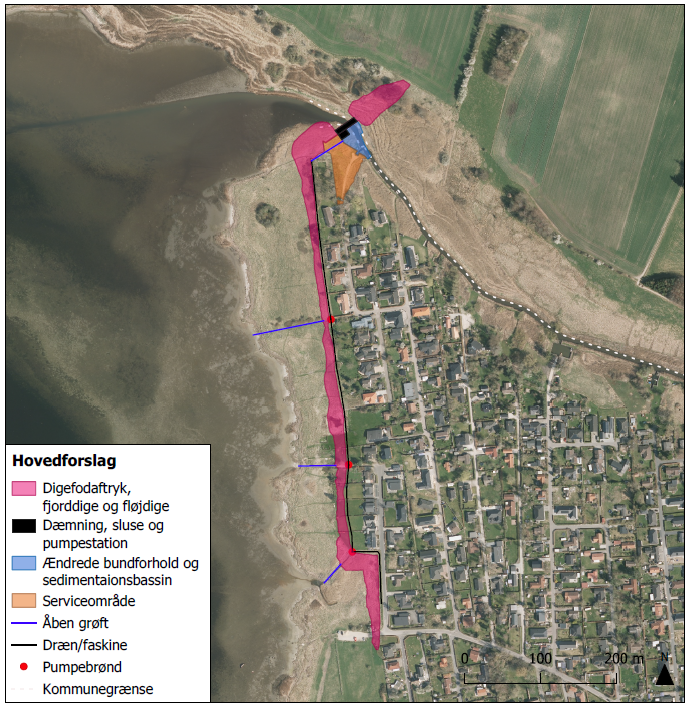 Hovedforslag
Digefodaftryk,
fjorddige og fløjdige
Dæmning, sluse og
pumpestation
Ændrede bundforhold og
sedimentaionsbassin
Serviceområde
Åben grøft
Dræn/faskine
Pumpebrønd
Kommunegrænse
0 100 200 m
N